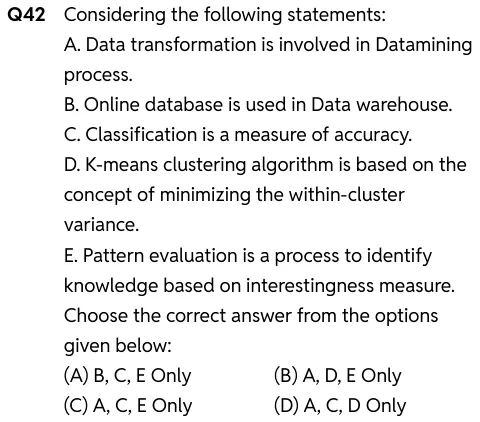 Q42 Considering the following statements:
A. Data transformation is involved in Datamining
process.
B. Online database is used in Data warehouse.
C. Classification is a measure of accuracy.
D. K-means clustering algorithm is based on the
concept of minimizing the within-cluster
variance.
E. Pattern evaluation is a process to identify
knowledge based on interestingness measure.
Choose the correct answer from the options
given below:
(A) B, C, E Only (B) A, D, E Only
(C) A, C, E Only (D) A, C, D Only